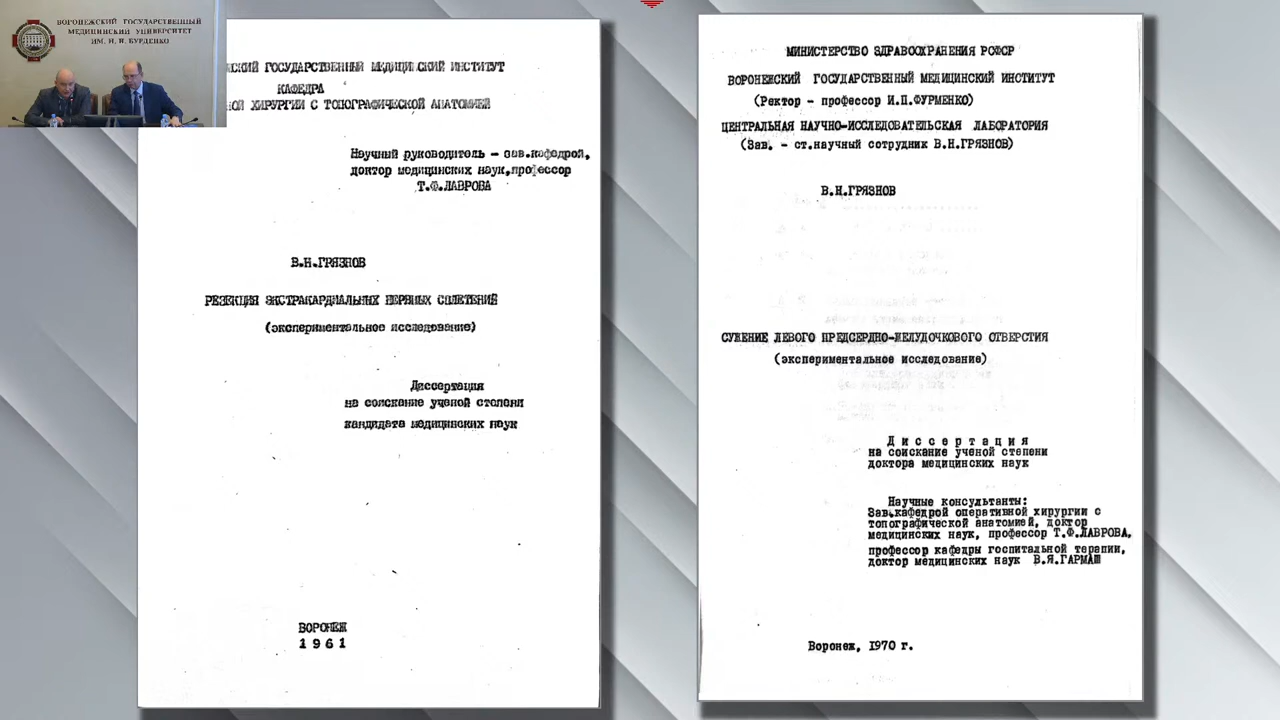 ВОРОНЕЖСКИЙ ГОСУДАРСТВЕННЫЙ
МЕДИЦИНСКИЙ УНИВЕРСИТЕТ
ИМ. Н. Н. БУРДЕНКО
СКИЙ ГОСУДАРСТВЕННЫЙ МЕДИЦИНСКИЙ ИНСТИТУТ
КАФЕДРА
НОЙ ХИРУРГИИ С ТОПОГРАФИЧЕСКОЙ АНАТОМИЕЙ
Научный руководитель – зав.кафедрой,
доктор медицинских наук,профессор
Т.Ф.ЛАВРОВА
В.Н.ГРЯЗНОВ
РЕЗЕКЦИЯ ЭКСТРАКАРДИАЛЬНЫХ НЕРВНЫХ СПЛЕТЕНИЙ
(экспериментальное исследование)
Диссертация
на соискание ученой степени
кандидата медицинских наук
ВОРОНЕЖ
1961
МИНИСТЕРСТВО ЗДРАВООХРАНЕНИЯ РСФСР
ВОРОНЕЖСКИЙ ГОСУДАРСТВЕННЫЙ МЕДИЦИНСКИЙ ИНСТИТУТ
(Ректор – профессор И.П.ФУРМЕНКО)
ЦЕНТРАЛЬНАЯ НАУЧНО-ИССЛЕДОВАТЕЛЬСКАЯ ЛАБОРАТОРИЯ
(Зав. – ст.научный сотрудник В.Н.ГРЯЗНОВ)
В.Н.ГРЯЗНОВ
СУЖЕНИЕ ЛЕВОГО ПРЕДСЕРДНО-ЖЕЛУДОЧКОВОГО ОТВЕРСТИЯ
(экспериментальное исследование)
Диссертация
на соискание ученой степени
доктора медицинских наук
Научные консультанты:
Зав.кафедрой оперативной хирургии с
топографической анатомией, доктор
медицинских наук, профессор Т.Ф.ЛАВРОВА,
профессор кафедры госпитальной терапии,
доктор медицинских наук В.Я.ГАРМАШ
Воронеж, 1970 г.